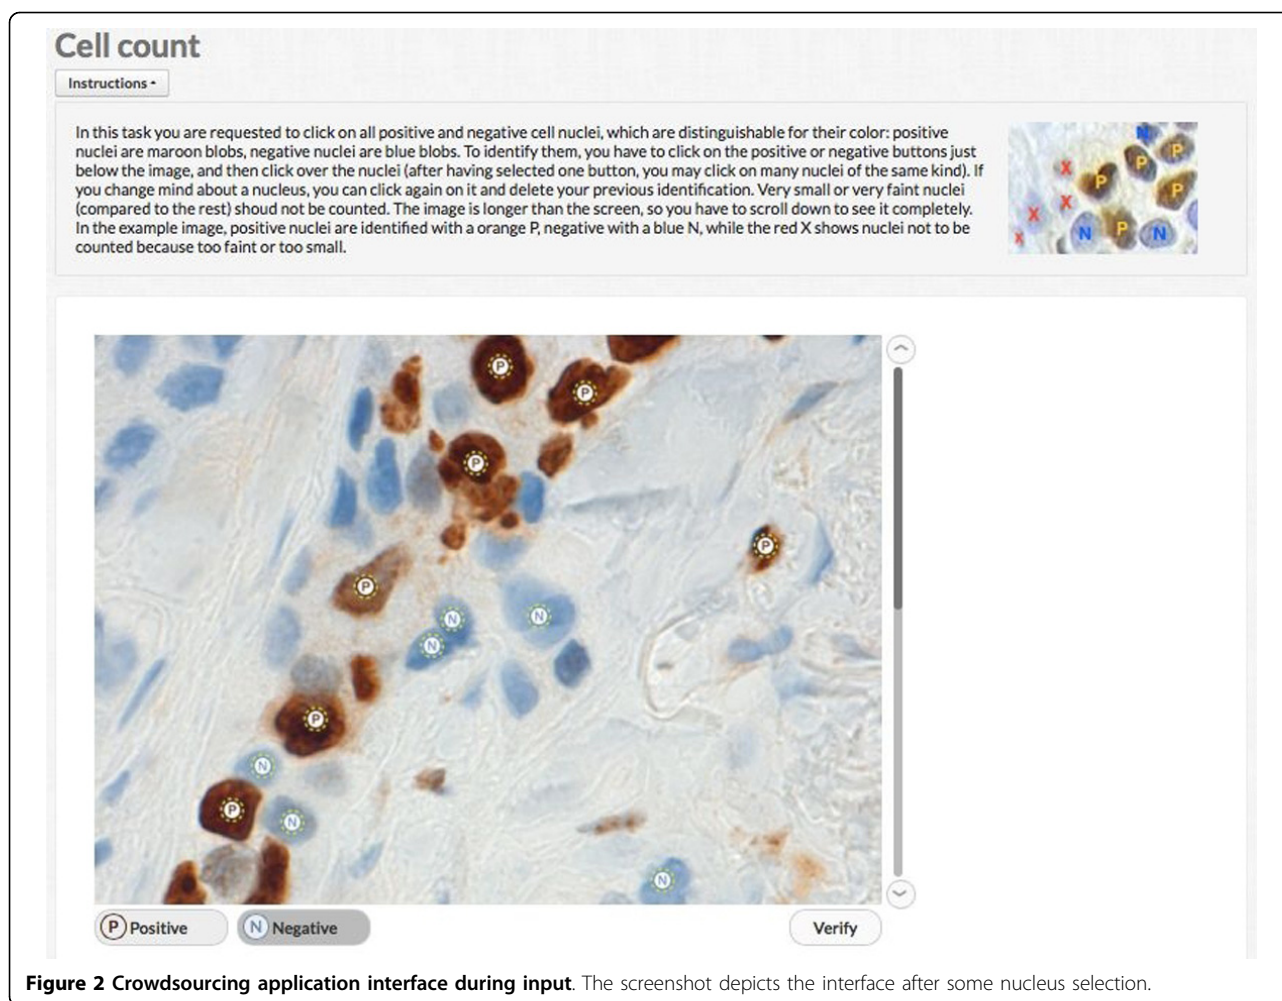 Cell count
Instructions
In this task you are requested to click on all positive and negative cell nuclei, which are distinguishable for their color: positive
nuclei are maroon blobs, negative nuclei are blue blobs. To identify them, you have to click on the positive or negative buttons just
below the image, and then click over the nuclei (after having selected one button, you may click on many nuclei of the same kind). If
you change mind about a nucleus, you can click again on it and delete your previous identification. Very small or very faint nuclei
(compared to the rest) shoud not be counted. The image is longer than the screen, so you have to scroll down to see it completely.
In the example image, positive nuclei are identified with a orange P, negative with a blue N, while the red X shows nuclei not to be
counted because too faint or too small.
N
P
X P
P
X P
X
N P N
X
P
P
P
P
P
N
N
N
P
N
P
N
N
P Positive N Negative Verify
Figure 2 Crowdsourcing application interface during input. The screenshot depicts the interface after some nucleus selection.